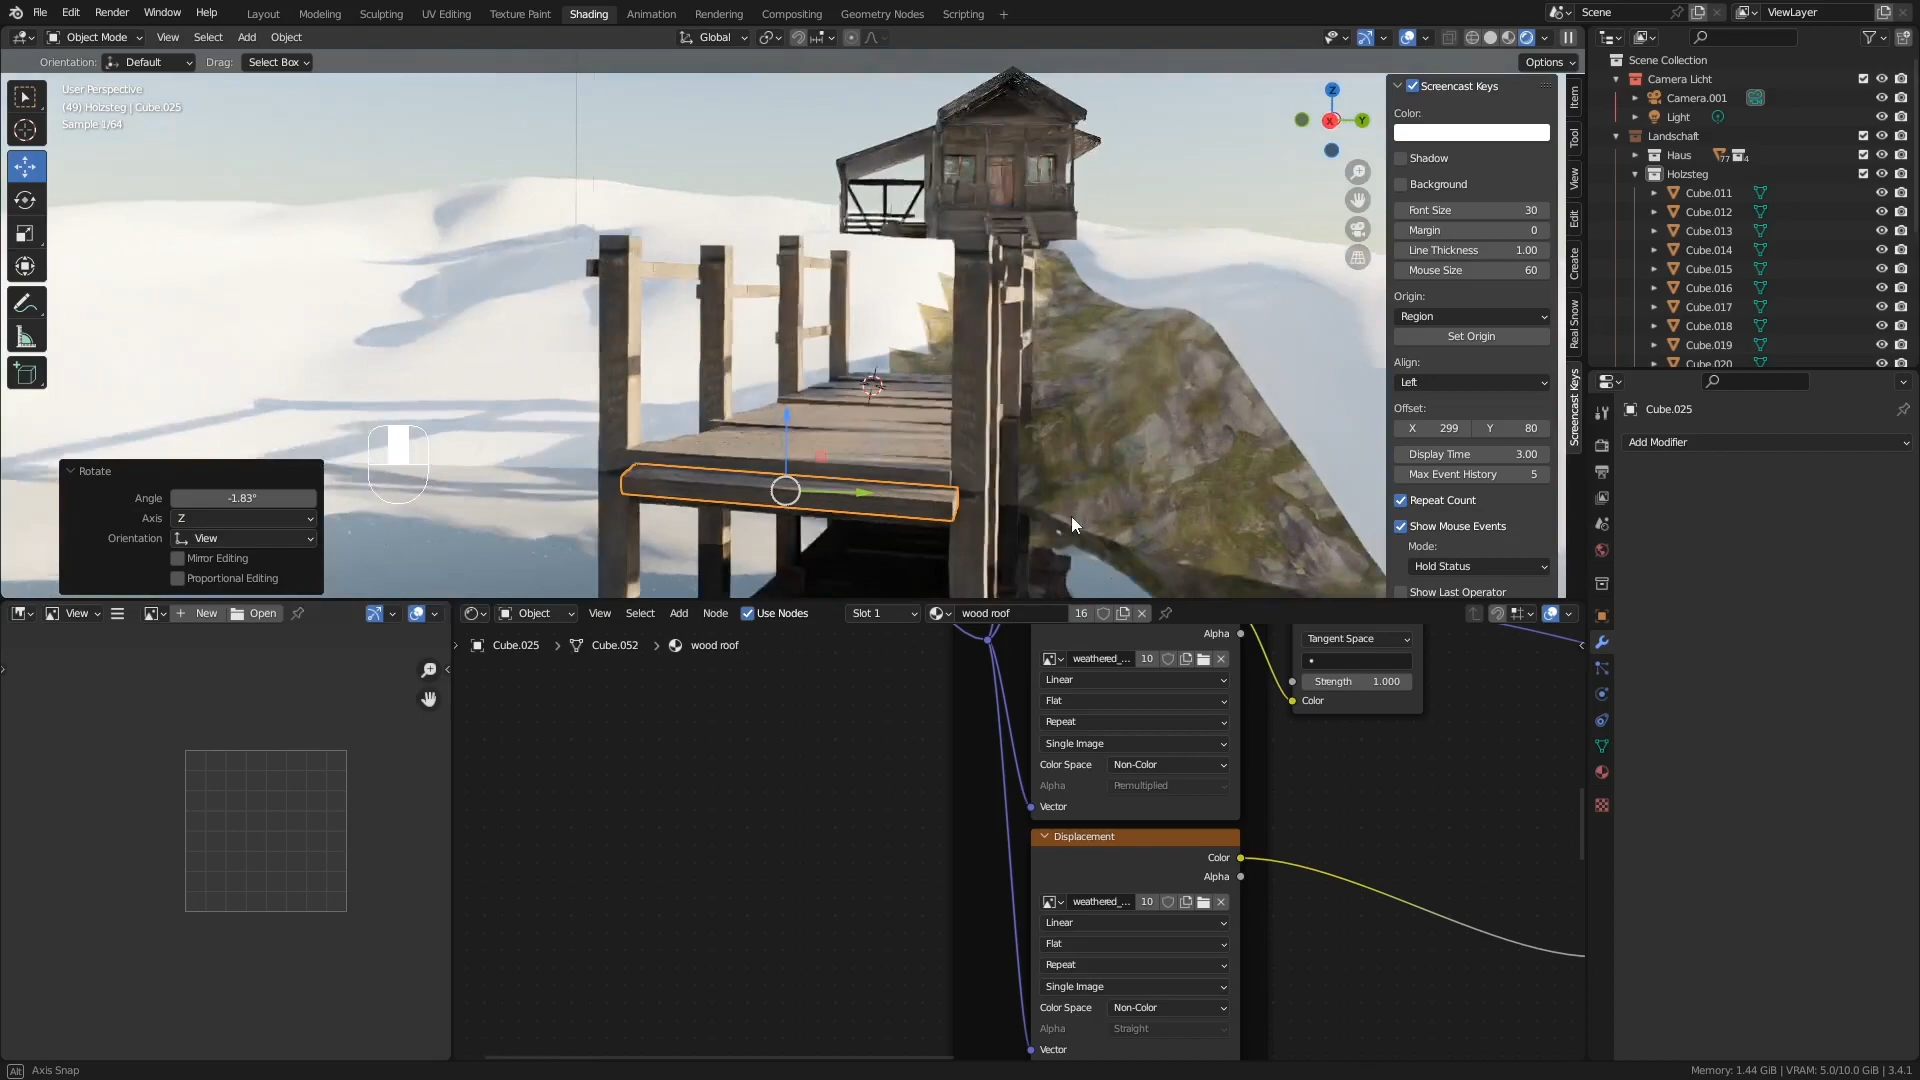 File Edit Render Window Help Layout Modeling Sculpting UV Editing Texture Paint Shading Animation Rendering Compositing Geometry Nodes Scripting + Scene ViewLayer
Object Mode View Select Add Object Global
Orientation: Default Drag: Select Box Options
User Perspective
(49) Holzsteg | Cube.025
Sample 1/64
Z
Y
X
Rotate
Angle -1.83°
Axis Z
Orientation View
Mirror Editing
Proportional Editing
Screencast Keys
Color:
Shadow
Background
Font Size 30
Margin 0
Line Thickness 1.00
Mouse Size 60
Origin:
Region
Set Origin
Align:
Left
Offset:
X 299 Y 80
Display Time 3.00
Max Event History 5
Repeat Count
Show Mouse Events
Mode:
Hold Status
Show Last Operator
Item
Tool
View
Edit
Create
Real Snow
Screencast Keys
Scene Collection
Camera Licht
Camera.001
Light
Landschaft
Haus 77 4
Holzsteg
Cube.011
Cube.012
Cube.013
Cube.014
Cube.015
Cube.016
Cube.017
Cube.018
Cube.019
Cube.020
Cube.025
Add Modifier
View New Open
Object View Select Add Node Use Nodes Slot 1 wood roof 16
Cube.025 > Cube.052 > wood roof
Alpha
weathered_... 10
Linear
Flat
Repeat
Single Image
Color Space Non-Color
Alpha Premultiplied
Vector
Displacement
Color
Alpha
weathered_... 10
Linear
Flat
Repeat
Single Image
Color Space Non-Color
Alpha Straight
Vector
Tangent Space
Strength 1.000
Color
Alt Axis Snap
Memory: 1.44 GiB | VRAM: 5.0/10.0 GiB | 3.4.1